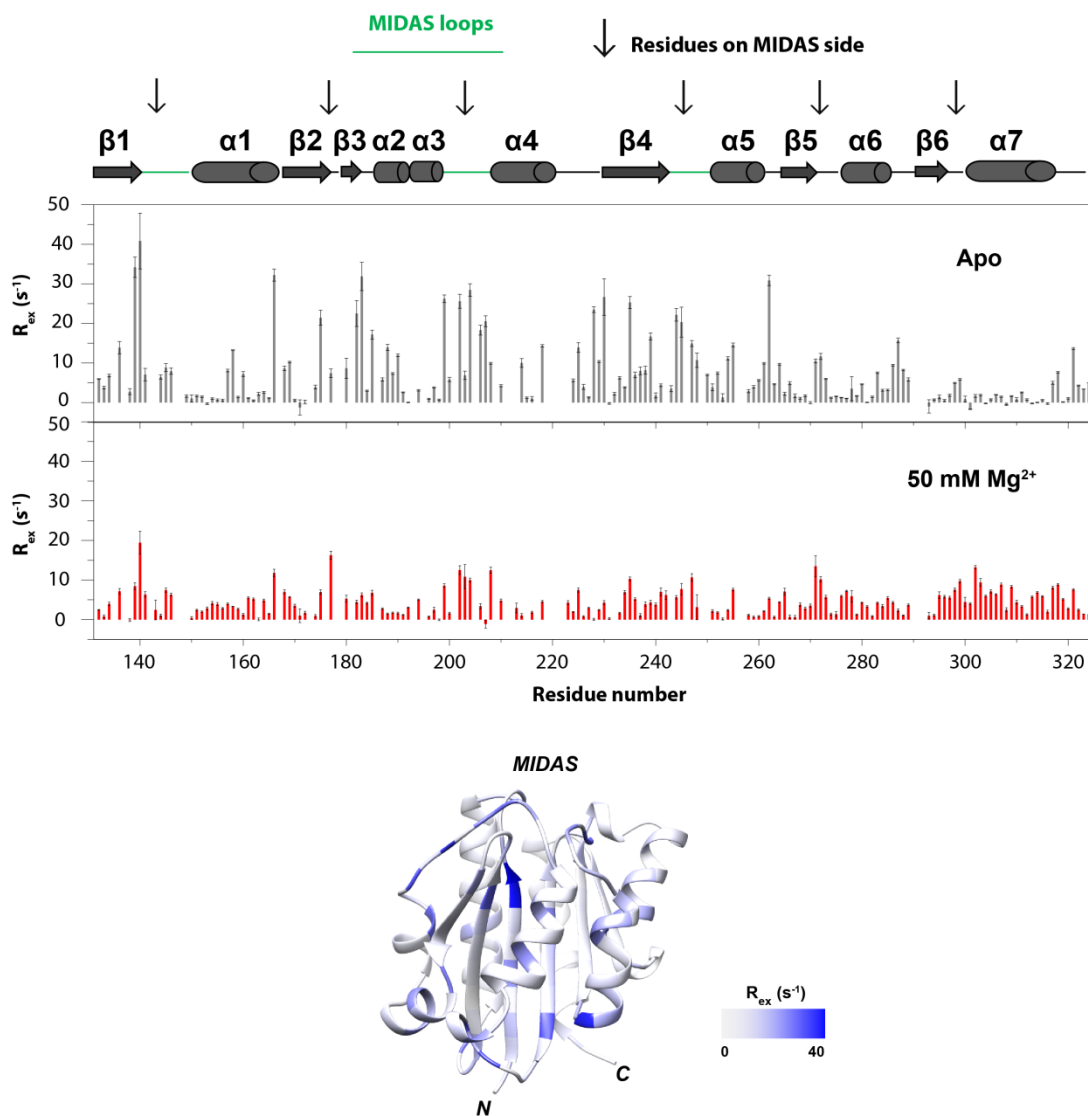 MIDAS loops
Residues on MIDAS side
β1 α1 β2 β3 α2 α3 α4 β4 α5 β5 α6 β6 α7
50
40
30
20
10
0
Rex (s-1)
Apo
50
40
30
20
10
0
Rex (s-1)
50 mM Mg2+
140 160 180 200 220 240 260 280 300 320
Residue number
MIDAS
N
C
Rex (s-1)
0 40